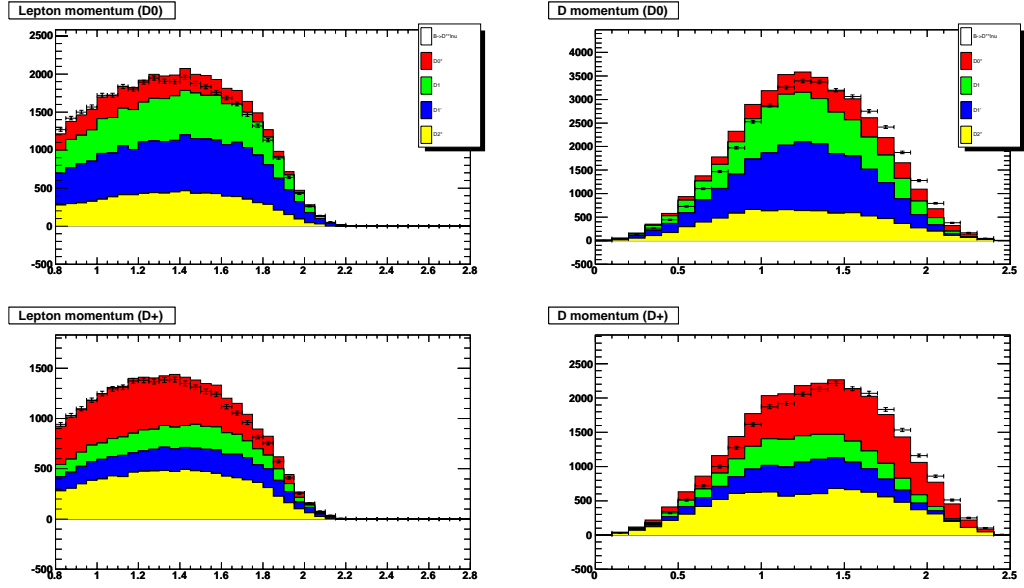 Lepton momentum (D0)
2500
2000
1500
1000
500
0
-500
0.8 1 1.2 1.4 1.6 1.8 2 2.2 2.4 2.6 2.8
B->D**lnu
D0*
D1
D1'
D2*
D momentum (D0)
4000
3500
3000
2500
2000
1500
1000
500
0
-500
0 0.5 1 1.5 2 2.5
B->D**lnu
D0*
D1
D1'
D2*
Lepton momentum (D+)
1500
1000
500
0
-500
0.8 1 1.2 1.4 1.6 1.8 2 2.2 2.4 2.6 2.8
D momentum (D+)
2500
2000
1500
1000
500
0
-500
0 0.5 1 1.5 2 2.5